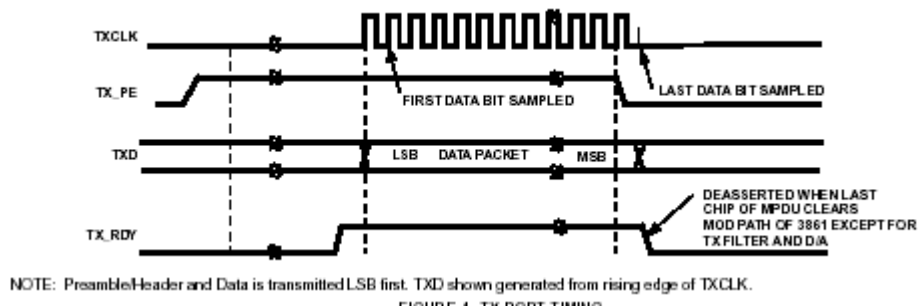 TXCLK
FIRST DATA BIT SAMPLED
LAST DATA BIT SAMPLED
TX_PE
TXD
LSB DATA PACKET MSB
DEASSERTED WHEN LAST
CHIP OF MPDU CLEARS
MOD PATH OF 3861 EXCEPT FOR
TX FILTER AND D/A
TX_RDY
NOTE: Preamble/Header and Data is transmitted LSB first. TXD shown generated from rising edge of TXCLK.